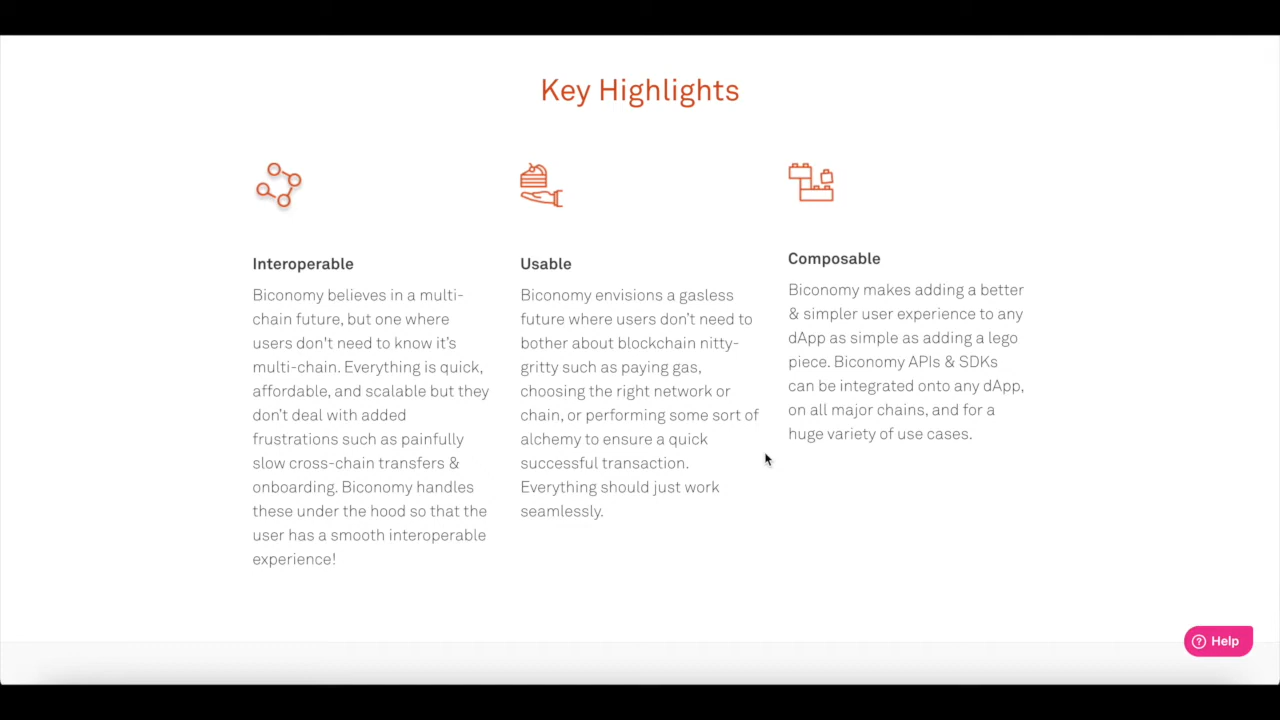 Key Highlights
Interoperable
Biconomy believes in a multi-
chain future, but one where
users don't need to know it’s
multi-chain. Everything is quick,
affordable, and scalable but they
don’t deal with added
frustrations such as painfully
slow cross-chain transfers &
onboarding. Biconomy handles
these under the hood so that the
user has a smooth interoperable
experience!
Usable
Biconomy envisions a gasless
future where users don’t need to
bother about blockchain nitty-
gritty such as paying gas,
choosing the right network or
chain, or performing some sort of
alchemy to ensure a quick
successful transaction.
Everything should just work
seamlessly.
Composable
Biconomy makes adding a better
& simpler user experience to any
dApp as simple as adding a lego
piece. Biconomy APIs & SDKs
can be integrated onto any dApp,
on all major chains, and for a
huge variety of use cases.
Help